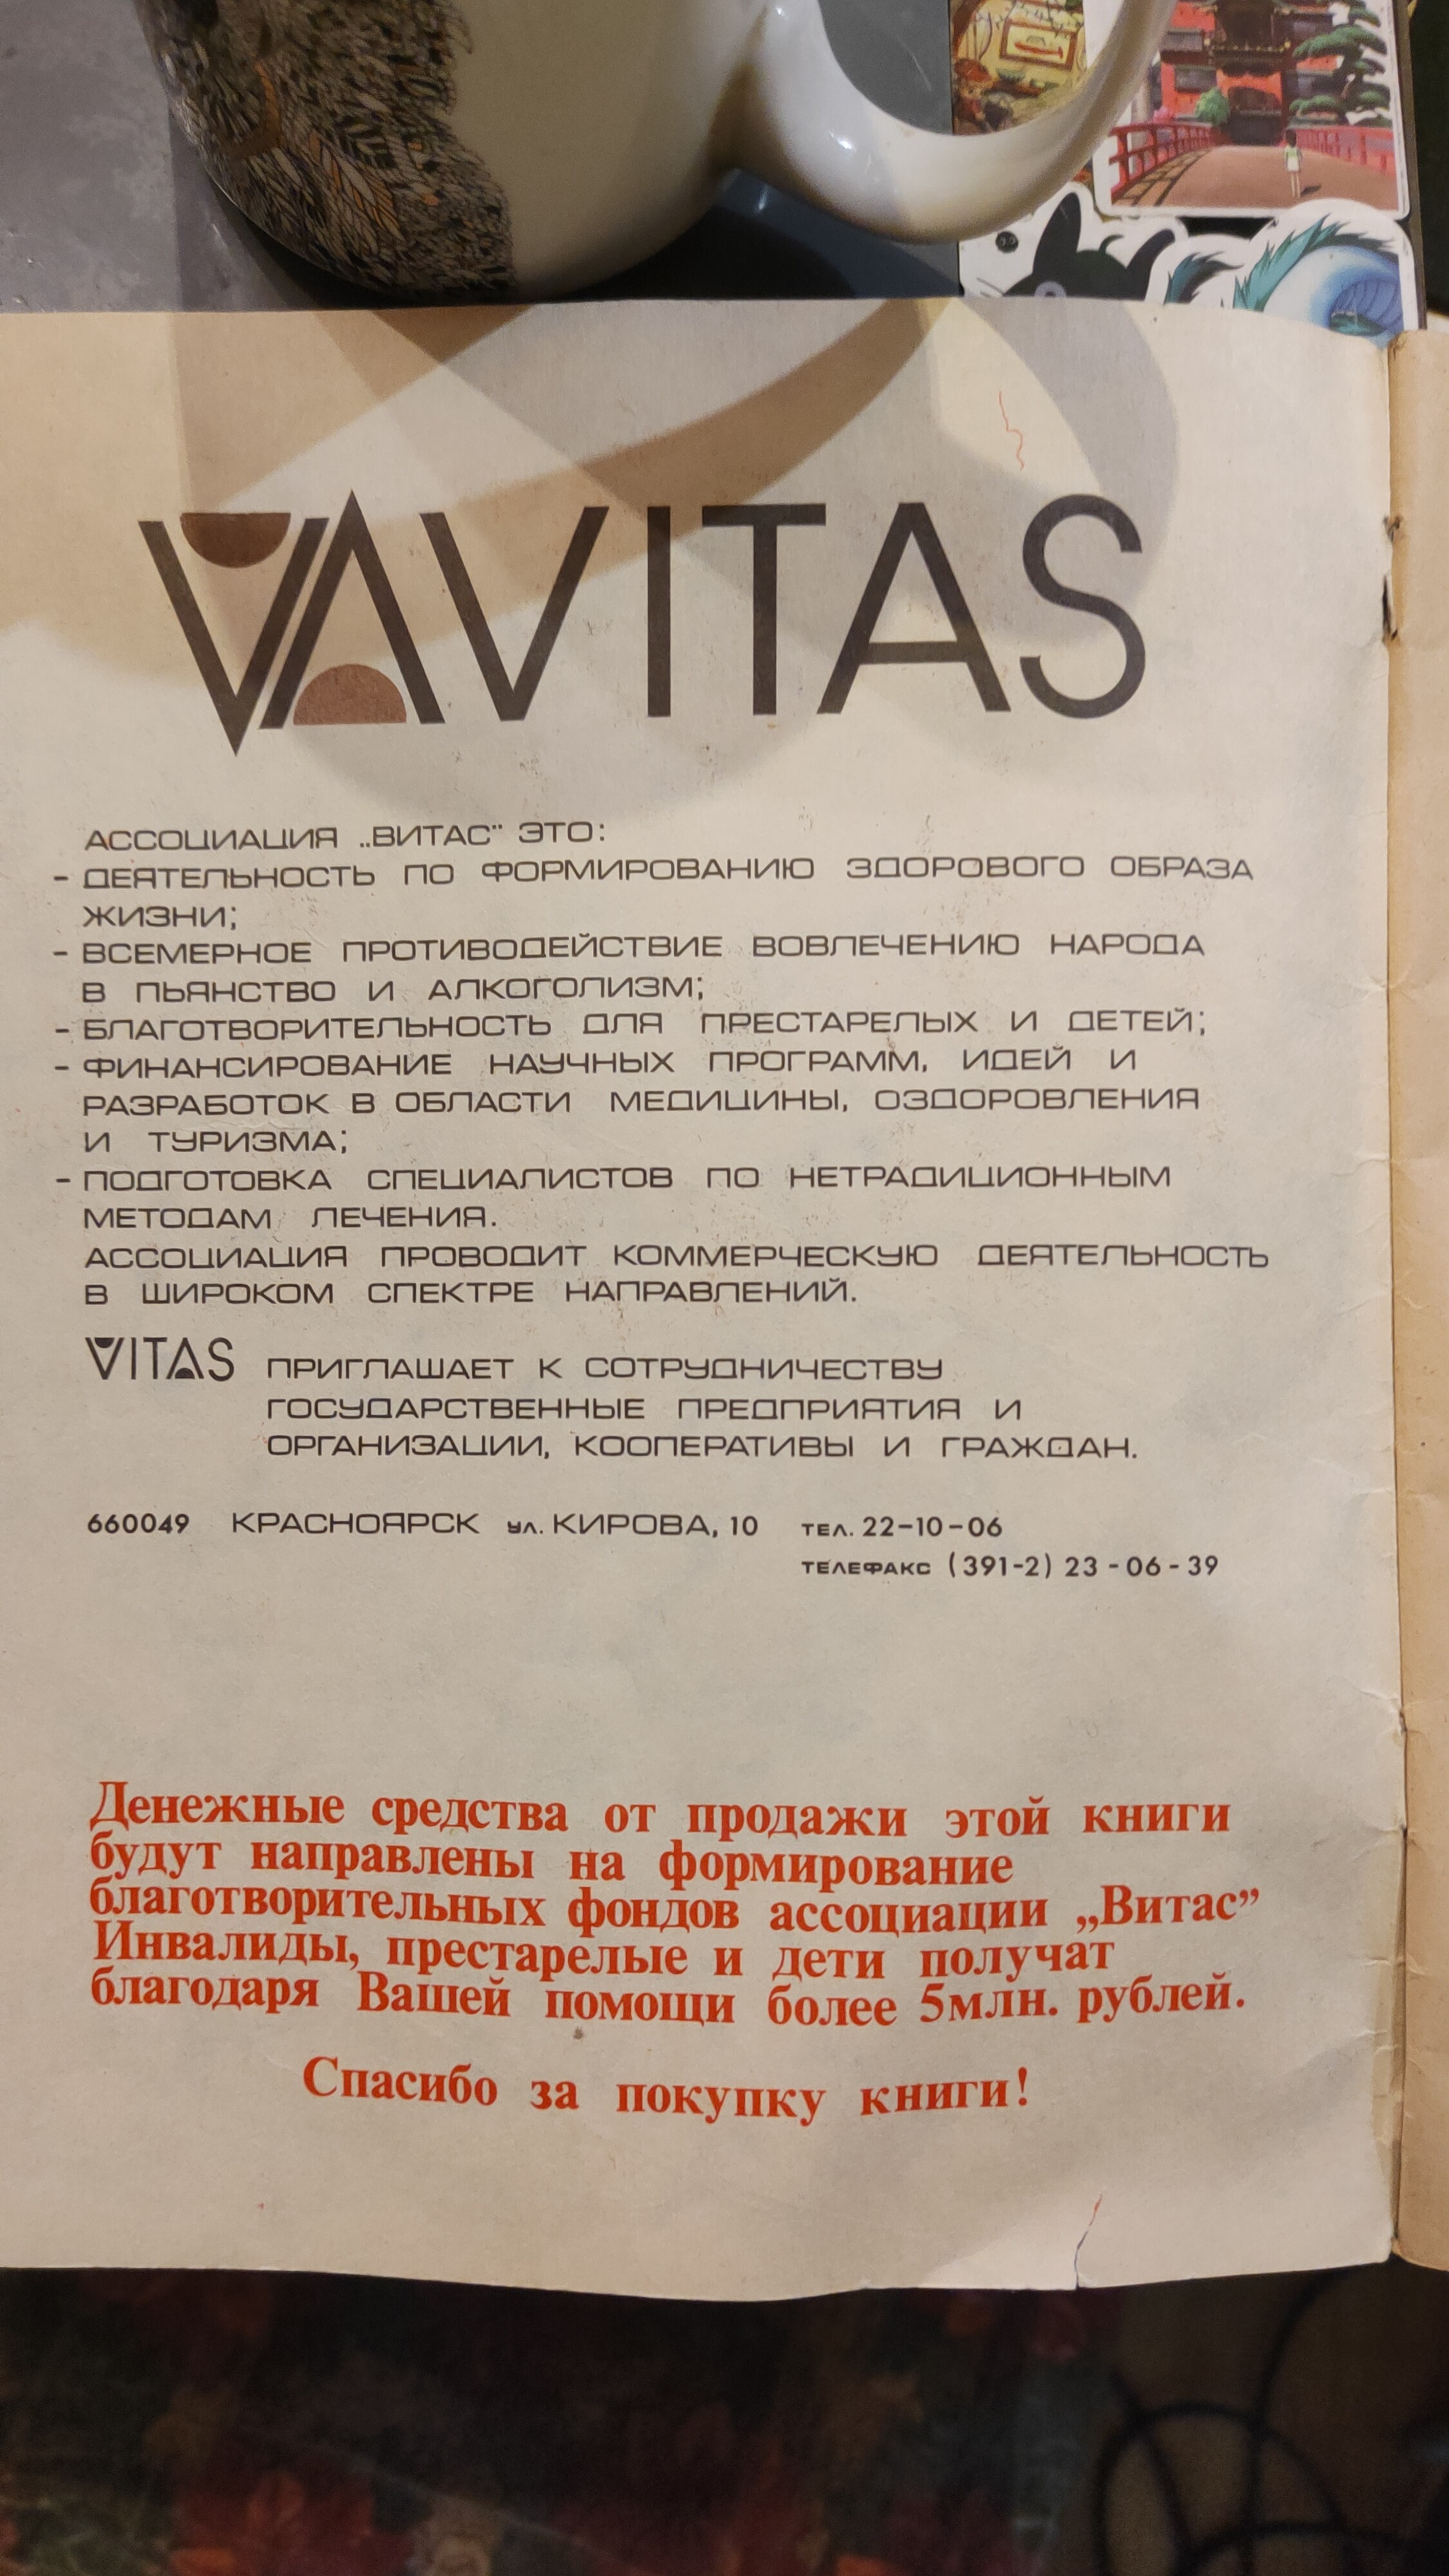 VITAS
АССОЦИАЦИЯ „ВИТАС" ЭТО:
- ДЕЯТЕЛЬНОСТЬ ПО ФОРМИРОВАНИЮ ЗДОРОВОГО ОБРАЗА
ЖИЗНИ;
- ВСЕМЕРНОЕ ПРОТИВОДЕЙСТВИЕ ВОВЛЕЧЕНИЮ НАРОДА
В ПЬЯНСТВО И АЛКОГОЛИЗМ;
- БЛАГОТВОРИТЕЛЬНОСТЬ ДЛЯ ПРЕСТАРЕЛЫХ И ДЕТЕЙ;
- ФИНАНСИРОВАНИЕ НАУЧНЫХ ПРОГРАММ, ИДЕЙ И
РАЗРАБОТОК В ОБЛАСТИ МЕДИЦИНЫ, ОЗДОРОВЛЕНИЯ
И ТУРИЗМА;
- ПОДГОТОВКА СПЕЦИАЛИСТОВ ПО НЕТРАДИЦИОННЫМ
МЕТОДАМ ЛЕЧЕНИЯ.
АССОЦИАЦИЯ ПРОВОДИТ КОММЕРЧЕСКУЮ ДЕЯТЕЛЬНОСТЬ
В ШИРОКОМ СПЕКТРЕ НАПРАВЛЕНИЙ.
VITAS ПРИГЛАШАЕТ К СОТРУДНИЧЕСТВУ
ГОСУДАРСТВЕННЫЕ ПРЕДПРИЯТИЯ И
ОРГАНИЗАЦИИ, КООПЕРАТИВЫ И ГРАЖДАН.
660049 КРАСНОЯРСК ул. КИРОВА, 10 ТЕЛ. 22-10-06
ТЕЛЕФАКС (391-2) 23-06-39
Денежные средства от продажи этой книги
будут направлены на формирование
благотворительных фондов ассоциации „Витас”
Инвалиды, престарелые и дети получат
благодаря Вашей помощи более 5млн. рублей.
Спасибо за покупку книги!